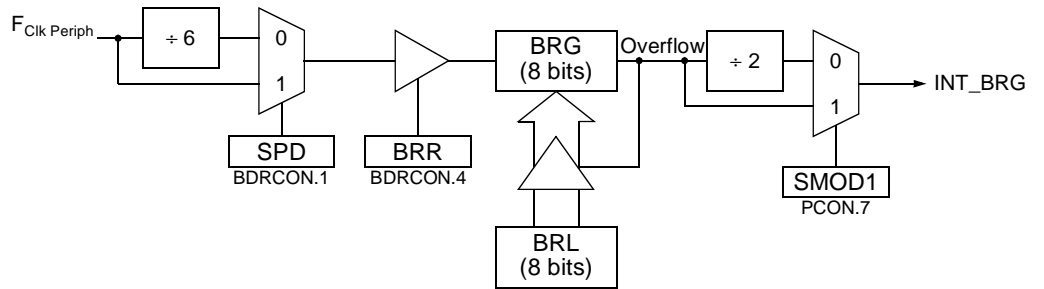 F Clk Periph
÷ 6
0
1
SPD
BDRCON.1
BRR
BDRCON.4
BRG
(8 bits)
Overflow
BRL
(8 bits)
÷ 2
0
1
SMOD1
PCON.7
INT_BRG